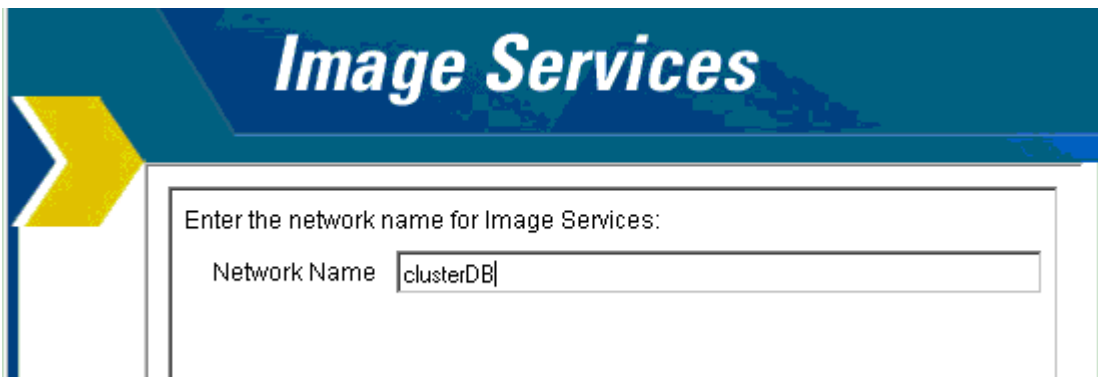 Image Services
Enter the network name for Image Services:
Network Name clusterDB